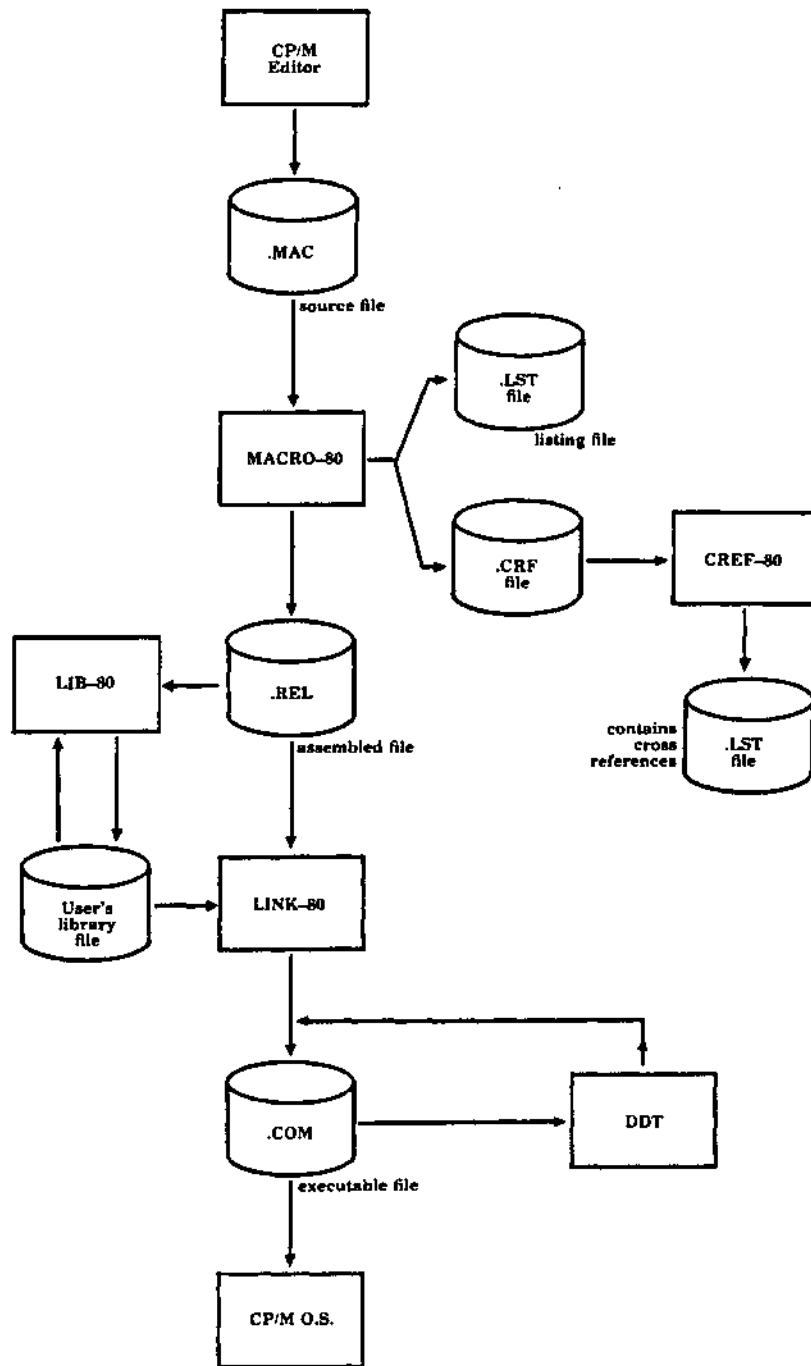 CP/M
Editor
.MAC
source file
.LST
file
listing file
MACRO–80
.CRF
file
CREF–80
LIB–80
.REL
assembled file
contains
cross
references
.LST
file
User's
library
file
LINK–80
.COM
executable file
DDT
CP/M O.S.